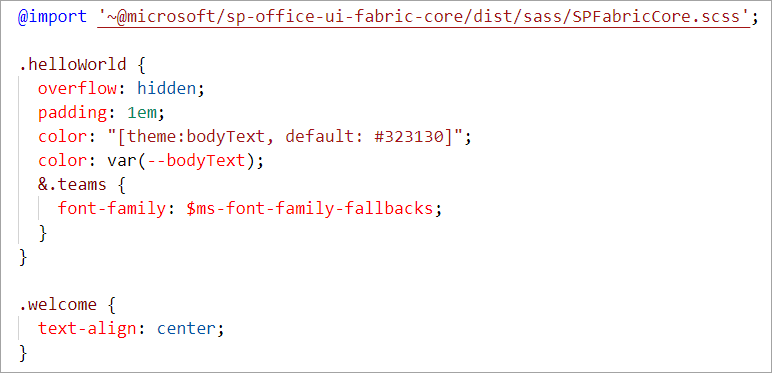 @import '~@microsoft/sp-office-ui-fabric-core/dist/sass/SPFabricCore.scss';
.helloWorld {
overflow: hidden;
padding: 1em;
color: "[theme:bodyText, default: #323130]";
color: var(--bodyText);
&.teams {
font-family: $ms-font-family-fallbacks;
}
}
.welcome {
text-align: center;
}